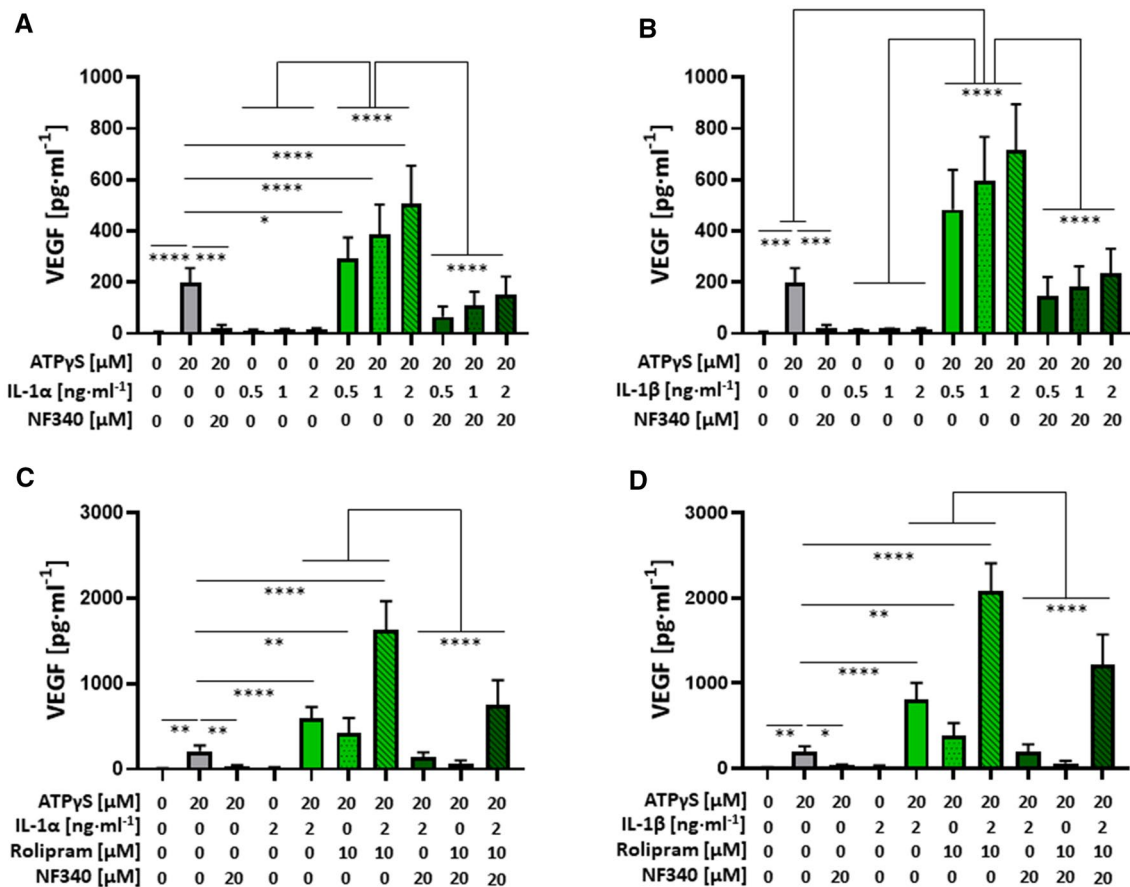 A
VEGF [pg·ml-1]
1000
800
600
400
200
0
****
****
****
*
**** ***
****
ATPγS [µM] 0 20 20 0 0 0 20 20 20 20 20 20
IL-1α [ng·ml-1] 0 0 0 0.5 1 2 0.5 1 2 0.5 1 2
NF340 [µM] 0 0 20 0 0 0 0 0 0 20 20 20
B
VEGF [pg·ml-1]
1000
800
600
400
200
0
****
****
*** ***
ATPγS [µM] 0 20 20 0 0 0 20 20 20 20 20 20
IL-1β [ng·ml-1] 0 0 0 0.5 1 2 0.5 1 2 0.5 1 2
NF340 [µM] 0 0 20 0 0 0 0 0 0 20 20 20
C
VEGF [pg·ml-1]
3000
2000
1000
0
****
**
****
****
** **
ATPγS [µM] 0 20 20 0 20 20 20 20 20 20
IL-1α [ng·ml-1] 0 0 0 2 2 0 2 2 0 2
Rolipram [µM] 0 0 0 0 0 10 10 0 10 10
NF340 [µM] 0 0 20 0 0 0 0 20 20 20
D
VEGF [pg·ml-1]
3000
2000
1000
0
****
**
****
****
** *
ATPγS [µM] 0 20 20 0 20 20 20 20 20 20
IL-1β [ng·ml-1] 0 0 0 2 2 0 2 2 0 2
Rolipram [µM] 0 0 0 0 0 10 10 0 10 10
NF340 [µM] 0 0 20 0 0 0 0 20 20 20